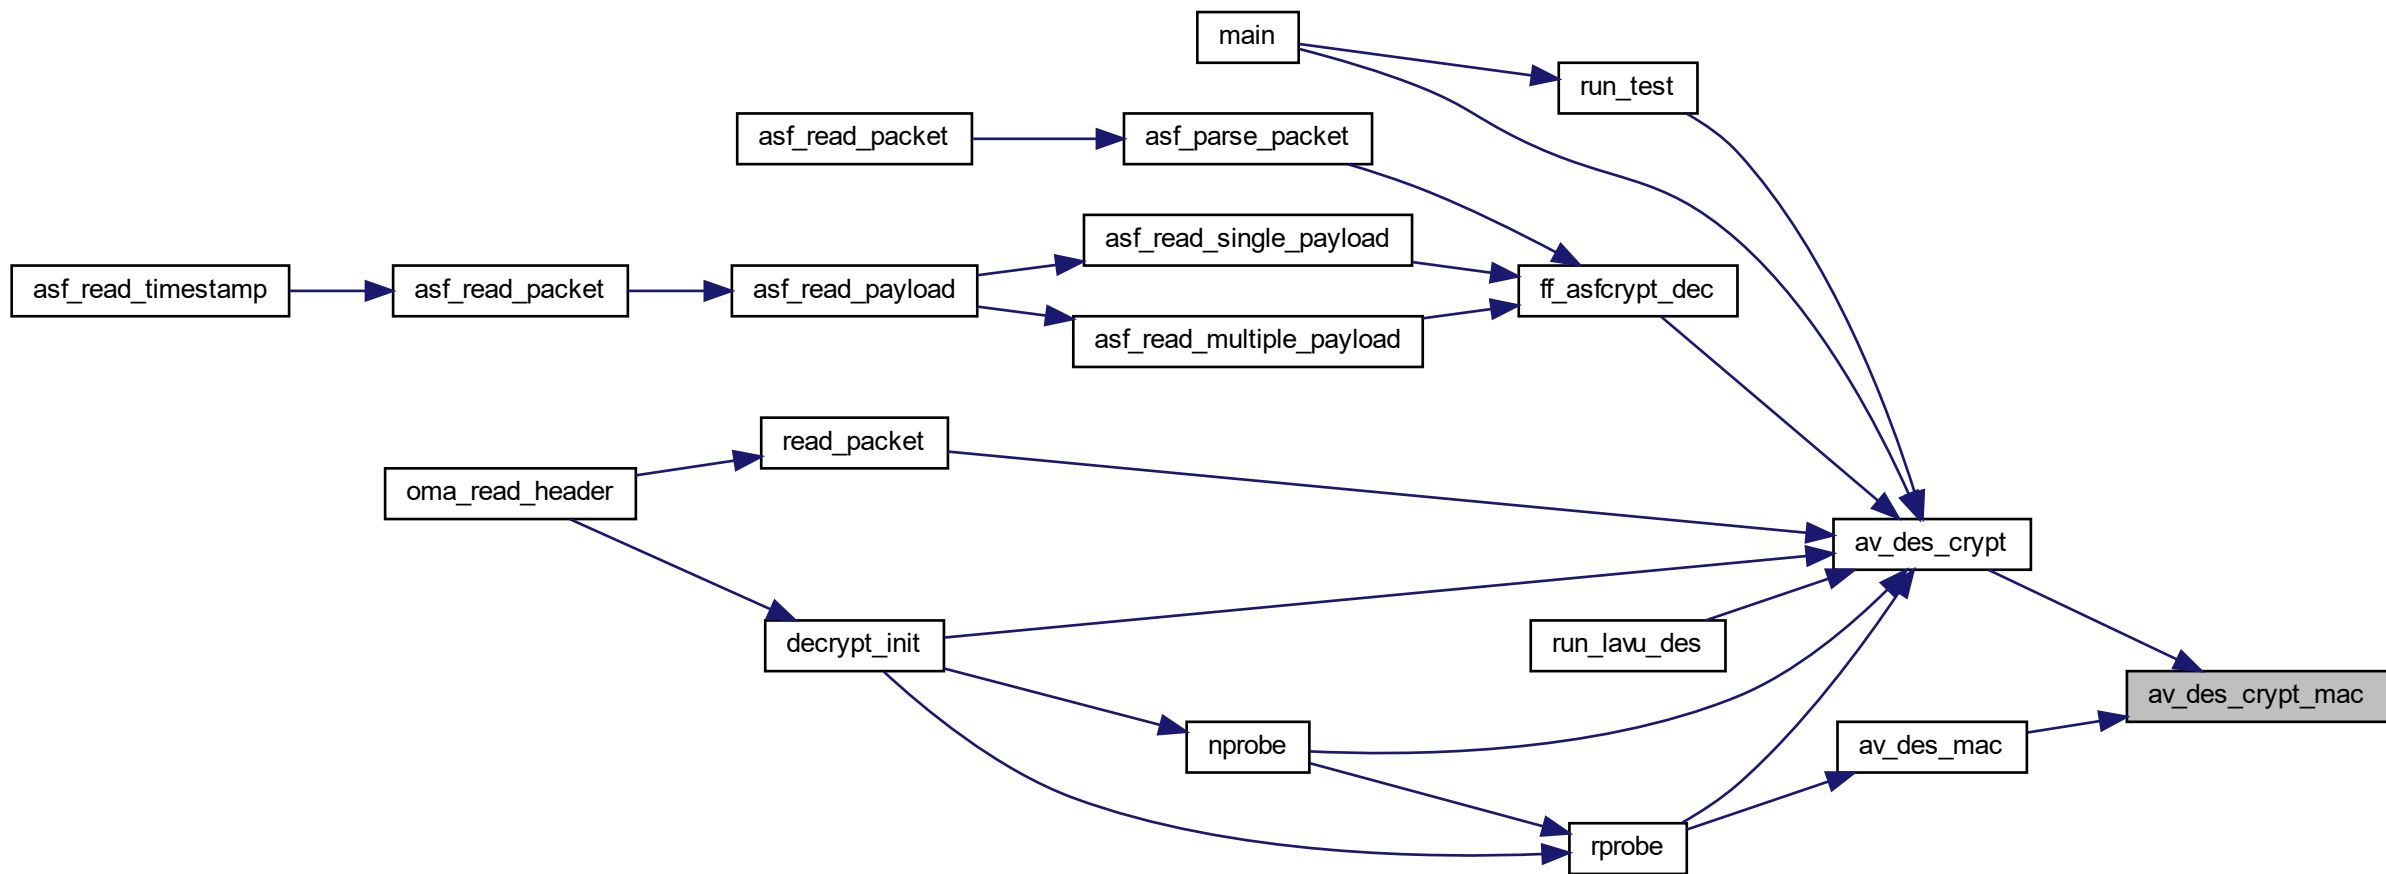 main
run_test
asf_read_packet
asf_parse_packet
asf_read_single_payload
asf_read_timestamp
asf_read_packet
asf_read_payload
ff_asfcrypt_dec
asf_read_multiple_payload
read_packet
oma_read_header
av_des_crypt
decrypt_init
run_lavu_des
av_des_crypt_mac
nprobe
av_des_mac
rprobe